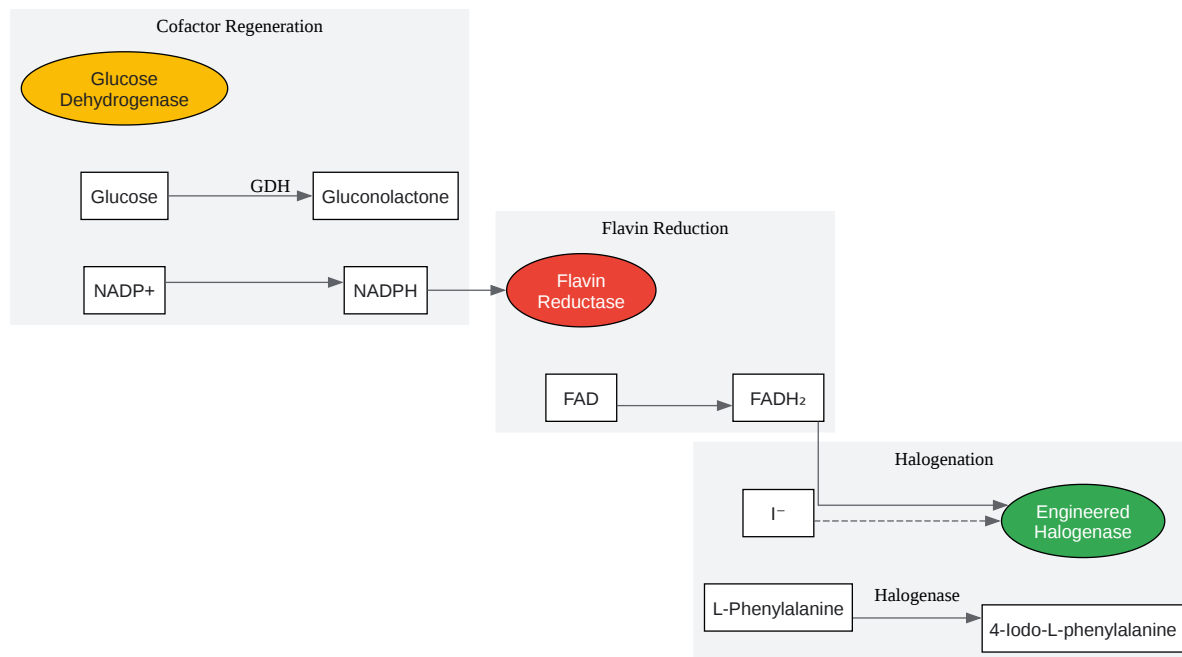 Cofactor Regeneration
Glucose
Dehydrogenase
Glucose
GDH
Gluconolactone
NADP+
NADPH
Flavin Reduction
Flavin
Reductase
FAD
FADH₂
Halogenation
I⁻
Engineered
Halogenase
L-Phenylalanine
Halogenase
4-Iodo-L-phenylalanine